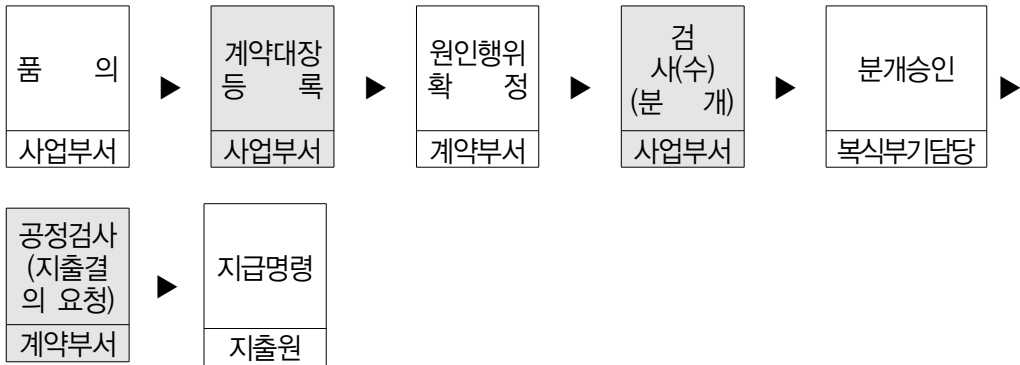 품 의
▶
계약대장
등 록
▶
원인행위
확 정
▶
검
사(수)
(분 개)
▶
분개승인
▶
사업부서
사업부서
계약부서
사업부서
복식부기담당
공정검사
(지출결
의 요청)
▶
지급명령
계약부서
지출원